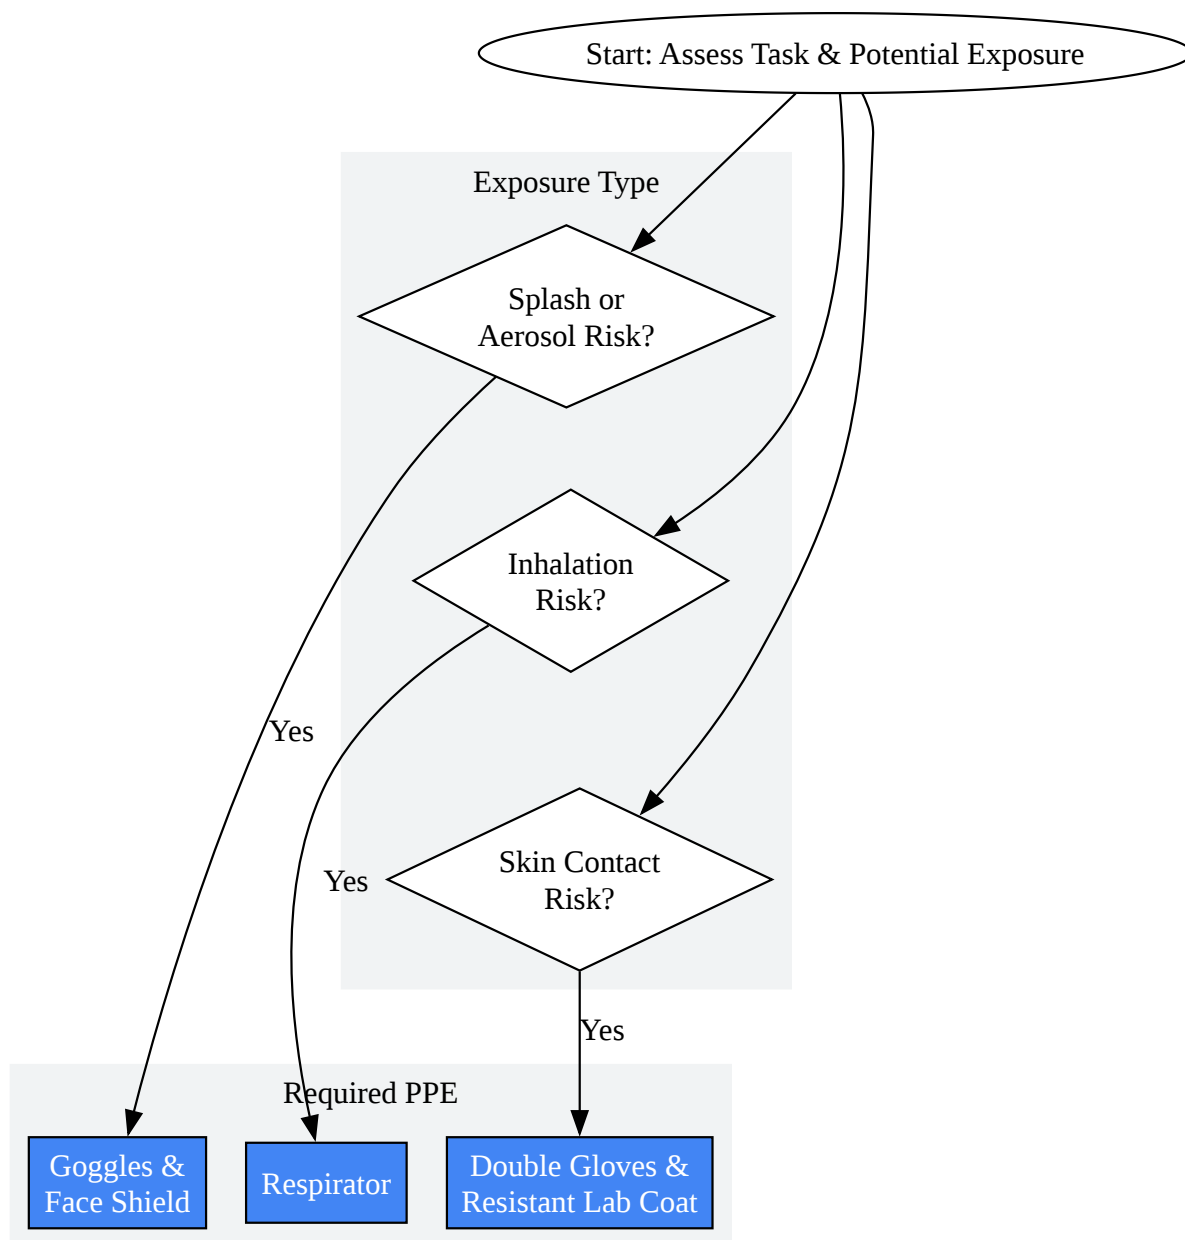 Start: Assess Task & Potential Exposure
Exposure Type
Splash or
Aerosol Risk?
Inhalation
Risk?
Yes
Skin Contact
Risk?
Yes
Yes
Required PPE
Goggles &
Face Shield
Respirator
Double Gloves &
Resistant Lab Coat